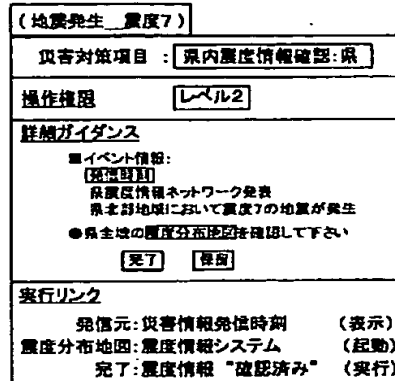 (地震発生__震度7)
災害対策項目 : 県内震度情報確認:県
操作権限 レベル2
詳細ガイダンス
■イベント情報:
発信時刻
県震度情報ネットワーク発表
県北部地域において震度7の地震が発生
●県全域の震度分布地図を確認して下さい
完了 保留
実行リンク
発信元:災害情報発信時刻 (表示)
震度分布地図:震度情報システム (起動)
完了:震度情報 "確認済み" (実行)